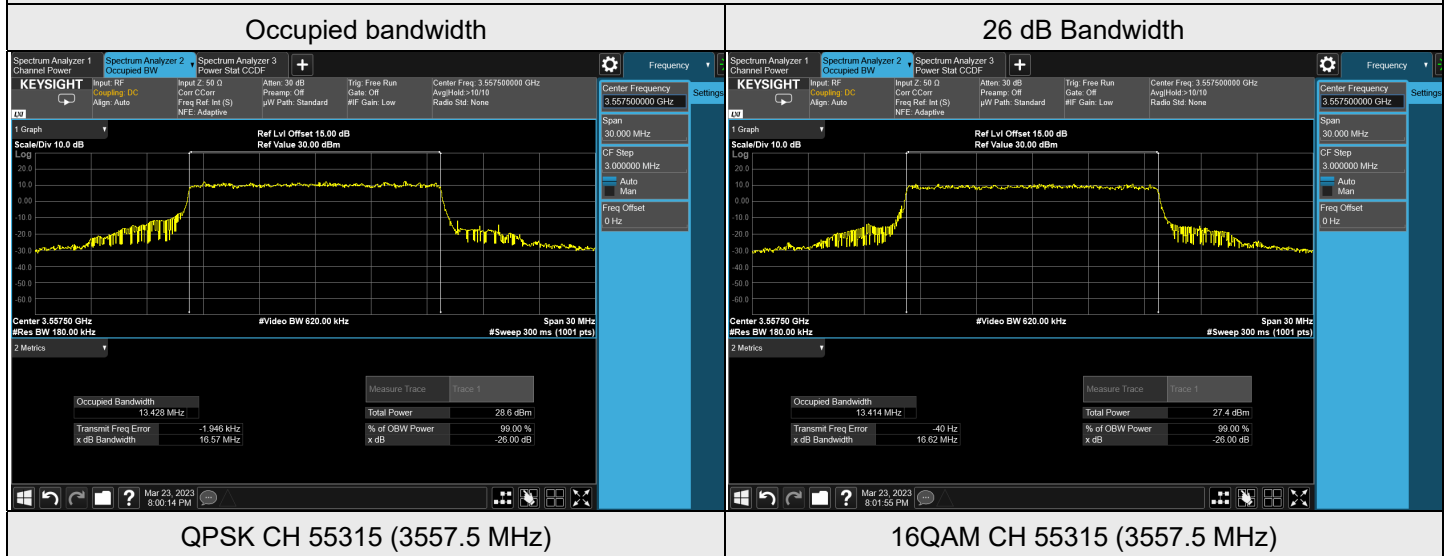 Occupied bandwidth
26 dB Bandwidth
Spectrum Analyzer 1
Channel Power
Spectrum Analyzer 2
Occupied BW
Spectrum Analyzer 3
Power Stat CCDF
Frequency
KEYSIGHT
LXI
Input: RF
Coupling: DC
Align: Auto
Input Z: 50 Ω
Corr CCorr
Freq Ref: Int (S)
NFE: Adaptive
Atten: 30 dB
Preamp: Off
µW Path: Standard
Trig: Free Run
Gate: Off
#IF Gain: Low
Center Freq: 3.557500000 GHz
Avg|Hold:>10/10
Radio Std: None
Center Frequency
3.557500000 GHz
Settings
Span
30.000 MHz
CF Step
3.000000 MHz
Auto
Man
Freq Offset
0 Hz
1 Graph
Scale/Div 10.0 dB
Ref Lvl Offset 15.00 dB
Ref Value 30.00 dBm
Log
20.0
10.0
0.00
-10.0
-20.0
-30.0
-40.0
-50.0
-60.0
Center 3.55750 GHz
#Video BW 620.00 kHz
Span 30 MHz
#Res BW 180.00 kHz
#Sweep 300 ms (1001 pts)
2 Metrics
Measure Trace Trace 1
Occupied Bandwidth
13.428 MHz
Total Power 28.6 dBm
Transmit Freq Error -1.946 kHz
% of OBW Power 99.00 %
x dB Bandwidth 16.57 MHz
x dB -26.00 dB
Mar 23, 2023
8:00:14 PM
Spectrum Analyzer 1
Channel Power
Spectrum Analyzer 2
Occupied BW
Spectrum Analyzer 3
Power Stat CCDF
Frequency
KEYSIGHT
LXI
Input: RF
Coupling: DC
Align: Auto
Input Z: 50 Ω
Corr CCorr
Freq Ref: Int (S)
NFE: Adaptive
Atten: 30 dB
Preamp: Off
µW Path: Standard
Trig: Free Run
Gate: Off
#IF Gain: Low
Center Freq: 3.557500000 GHz
Avg|Hold:>10/10
Radio Std: None
Center Frequency
3.557500000 GHz
Settings
Span
30.000 MHz
CF Step
3.000000 MHz
Auto
Man
Freq Offset
0 Hz
1 Graph
Scale/Div 10.0 dB
Ref Lvl Offset 15.00 dB
Ref Value 30.00 dBm
Log
20.0
10.0
0.00
-10.0
-20.0
-30.0
-40.0
-50.0
-60.0
Center 3.55750 GHz
#Video BW 620.00 kHz
Span 30 MHz
#Res BW 180.00 kHz
#Sweep 300 ms (1001 pts)
2 Metrics
Measure Trace Trace 1
Occupied Bandwidth
13.414 MHz
Total Power 27.4 dBm
Transmit Freq Error -40 Hz
% of OBW Power 99.00 %
x dB Bandwidth 16.62 MHz
x dB -26.00 dB
Mar 23, 2023
8:01:55 PM
QPSK CH 55315 (3557.5 MHz)
16QAM CH 55315 (3557.5 MHz)